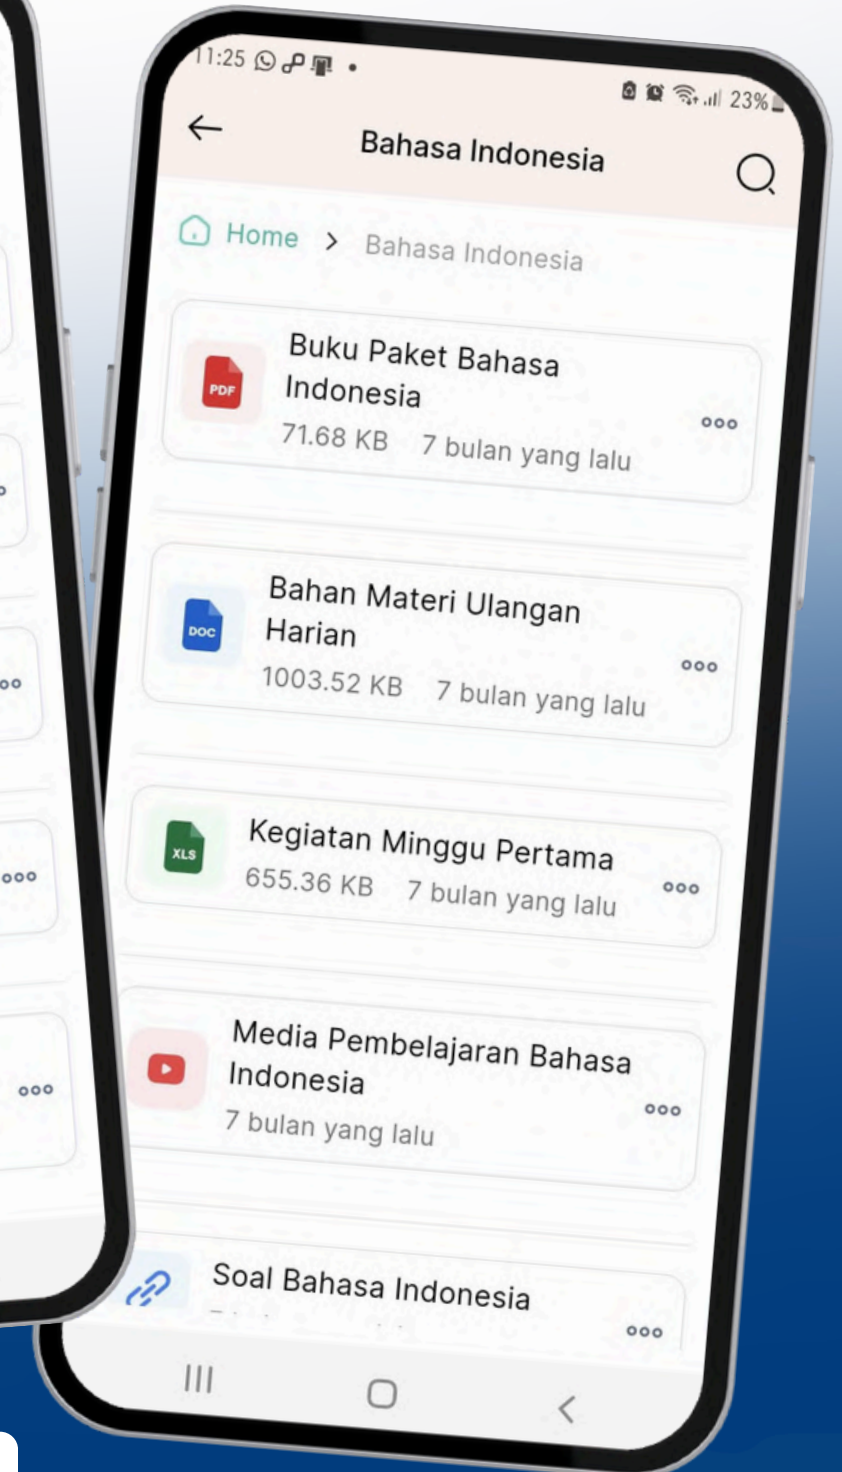 11:25
23%
Bahasa Indonesia
Home > Bahasa Indonesia
PDF
Buku Paket Bahasa
Indonesia
71.68 KB 7 bulan yang lalu
DOC
Bahan Materi Ulangan
Harian
1003.52 KB 7 bulan yang lalu
XLS
Kegiatan Minggu Pertama
655.36 KB 7 bulan yang lalu
Media Pembelajaran Bahasa
Indonesia
7 bulan yang lalu
Soal Bahasa Indonesia